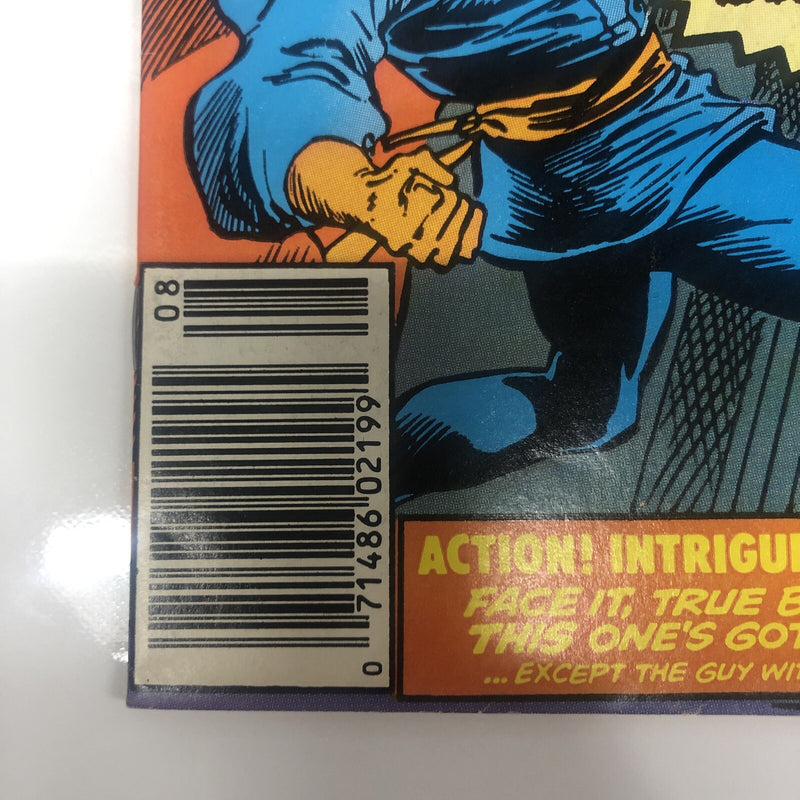 08
0 71486 02199
ACTION! INTRIGU
FACE IT, TRUE B
THIS ONE'S GOT
...EXCEPT THE GUY WIT